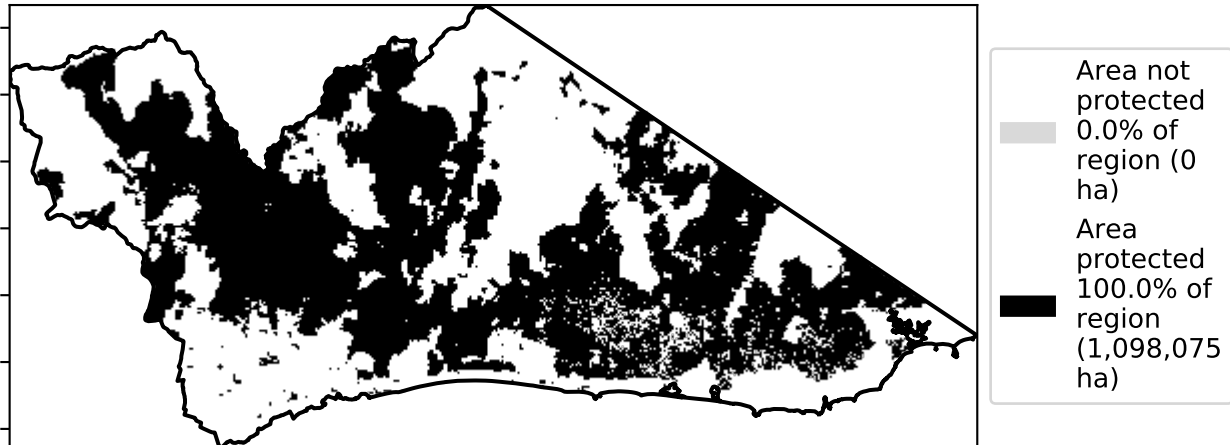 Area not
protected
0.0% of
region (0
ha)
Area
protected
100.0% of
region
(1,098,075
ha)